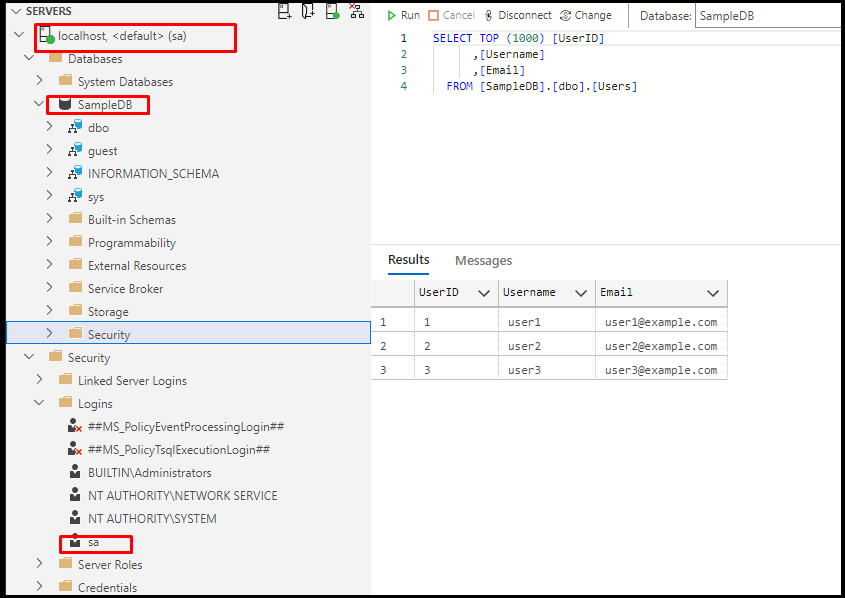 SERVERS
localhost, <default> (sa)
Databases
System Databases
SampleDB
dbo
guest
INFORMATION_SCHEMA
sys
Built-in Schemas
Programmability
External Resources
Service Broker
Storage
Security
Security
Linked Server Logins
Logins
##MS_PolicyEventProcessingLogin##
##MS_PolicyTsqlExecutionLogin##
BUILTIN\Administrators
NT AUTHORITY\NETWORK SERVICE
NT AUTHORITY\SYSTEM
sa
Server Roles
Credentials
Run Cancel Disconnect Change Database: SampleDB
1 SELECT TOP (1000) [UserID]
2 ,[Username]
3 ,[Email]
4 FROM [SampleDB].[dbo].[Users]
Results Messages
UserID Username Email
1 1 user1 user1@example.com
2 2 user2 user2@example.com
3 3 user3 user3@example.com